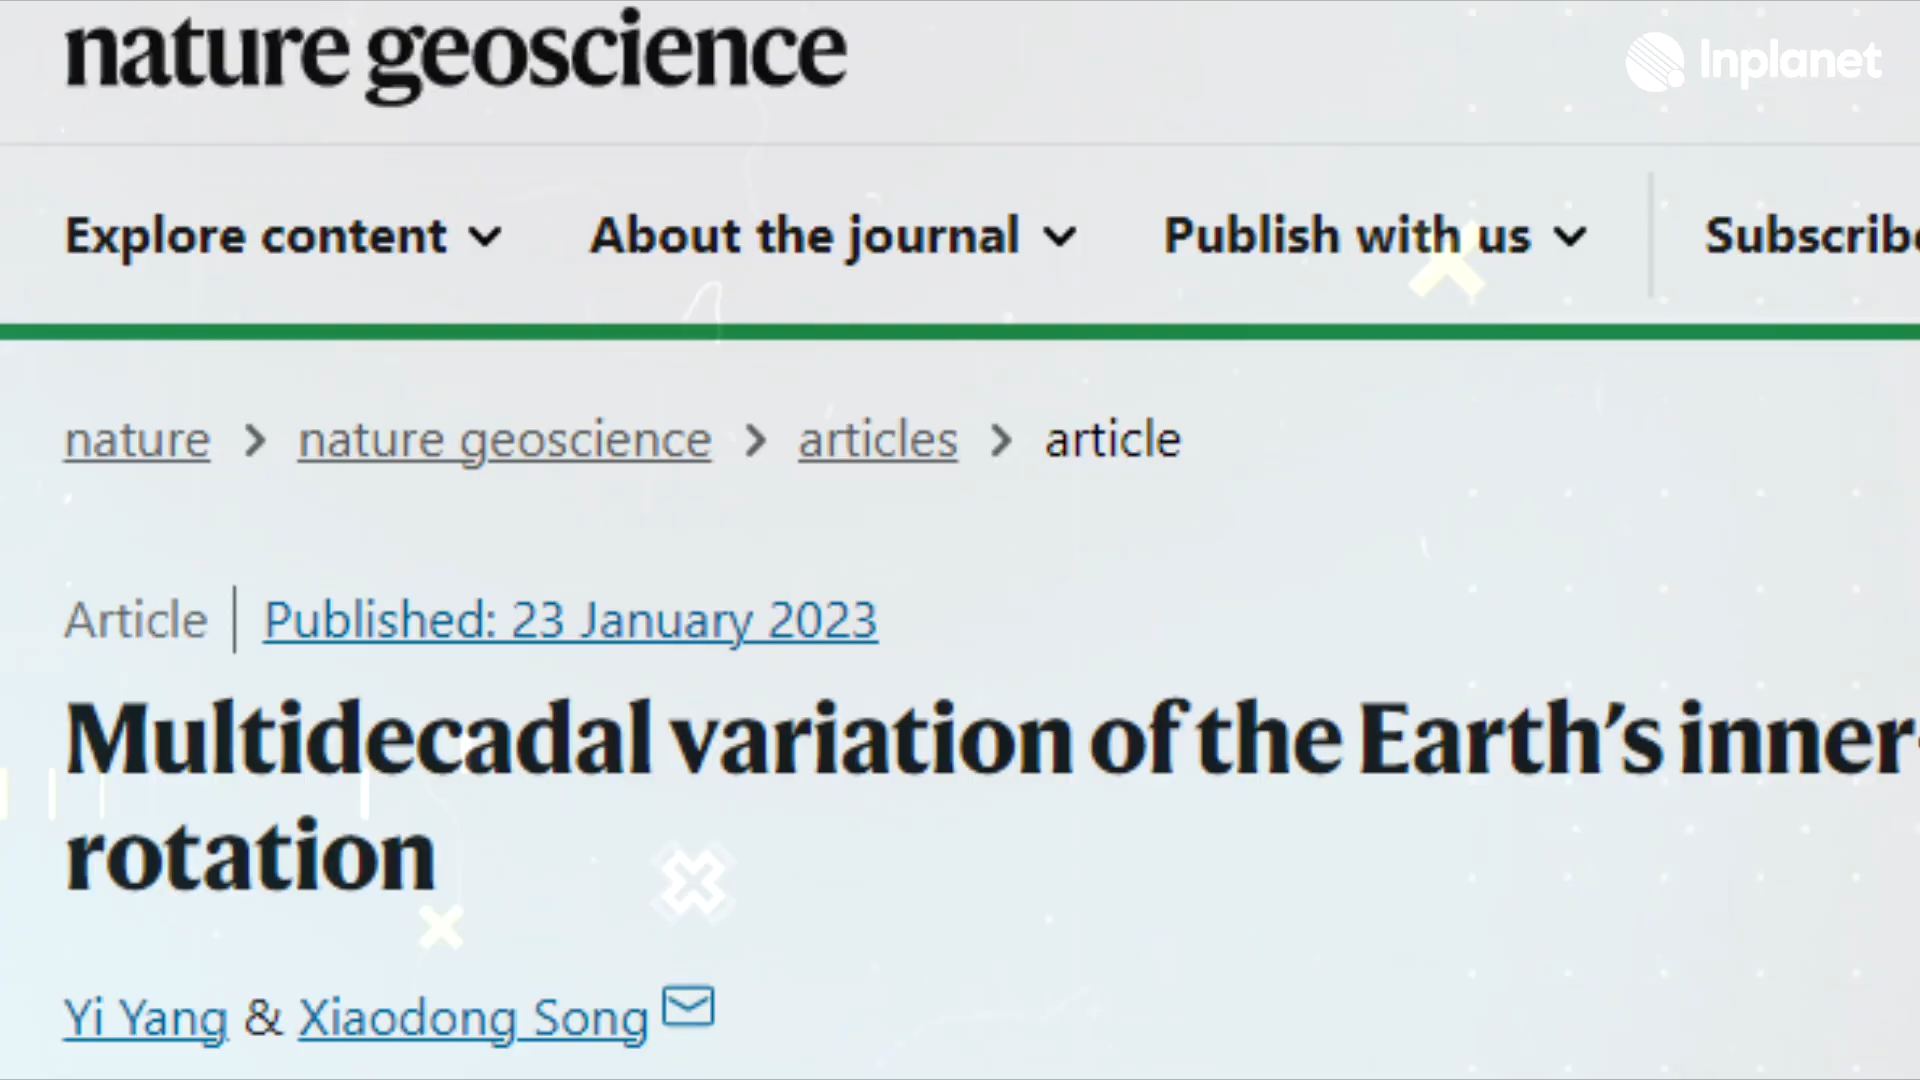 nature geoscience
Inplanet
Explore content
About the journal
Publish with us
Subscribe
nature > nature geoscience > articles > article
Article | Published: 23 January 2023
Multidecadal variation of the Earth’s inner-
rotation
Yi Yang & Xiaodong Song